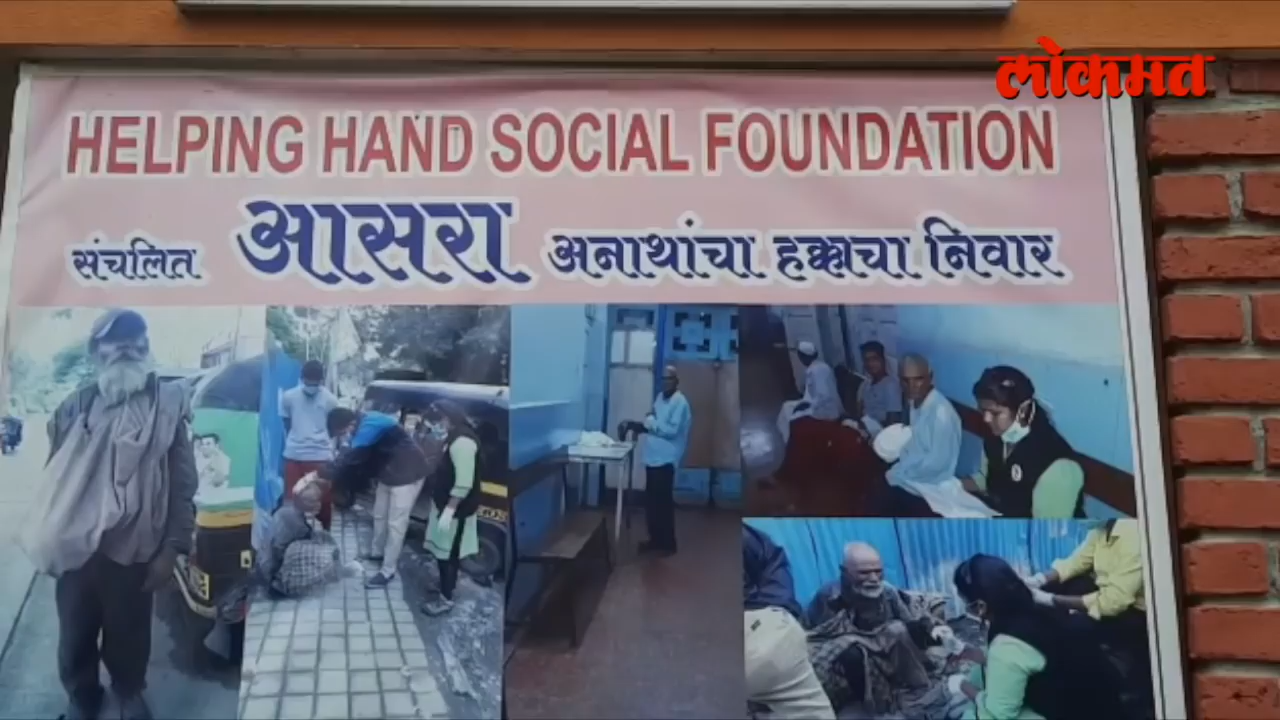 लोकमत
HELPING HAND SOCIAL FOUNDATION
संचलित आसरा अनाथांचा हक्काचा निवार